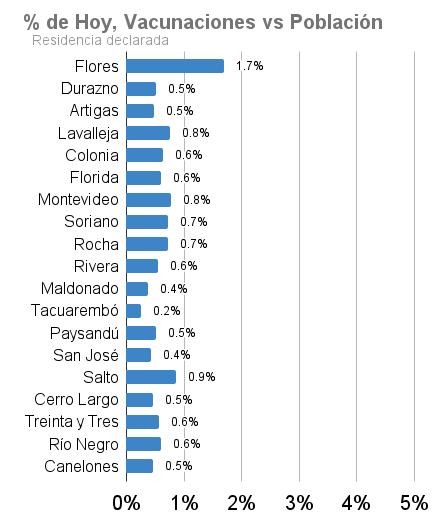 % de Hoy, Vacunaciones vs Población
Residencia declarada
Flores 1.7%
Durazno 0.5%
Artigas 0.5%
Lavalleja 0.8%
Colonia 0.6%
Florida 0.6%
Montevideo 0.8%
Soriano 0.7%
Rocha 0.7%
Rivera 0.6%
Maldonado 0.4%
Tacuarembó 0.2%
Paysandú 0.5%
San José 0.4%
Salto 0.9%
Cerro Largo 0.5%
Treinta y Tres 0.6%
Río Negro 0.6%
Canelones 0.5%
0% 1% 2% 3% 4% 5%